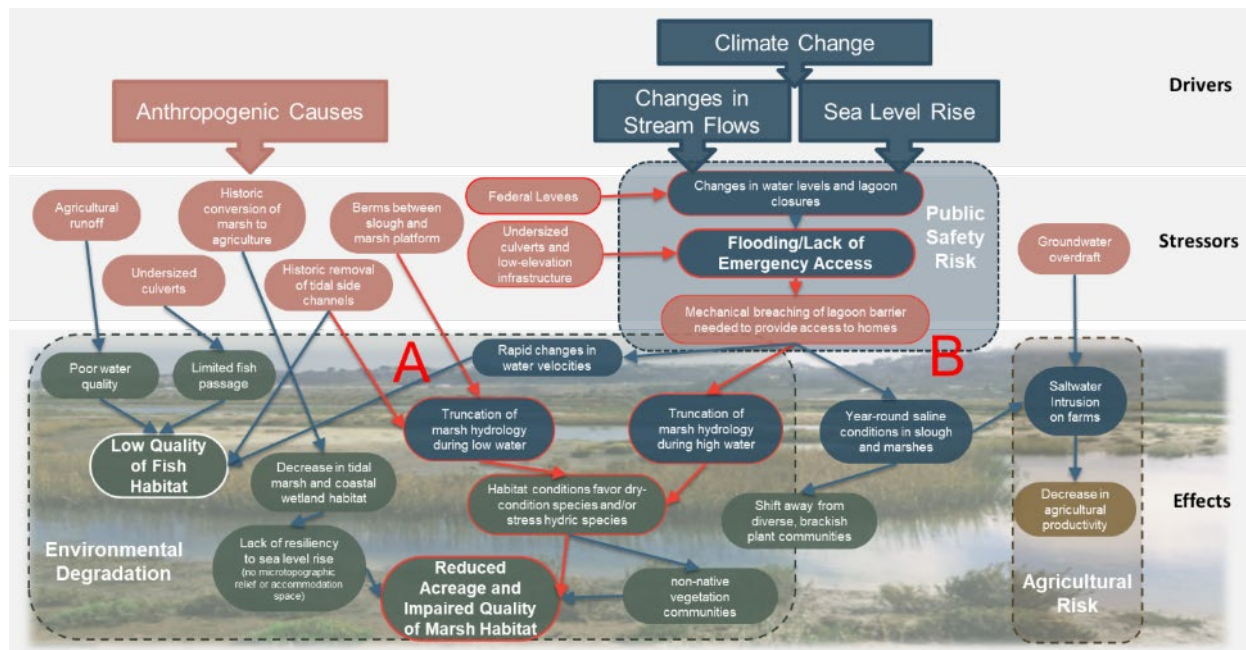 Climate Change
Drivers
Anthropogenic Causes
Changes in
Stream Flows
Sea Level Rise
Agricultural
runoff
Historic
conversion of
marsh to
agriculture
Berms between
slough and
marsh platform
Federal Levees
Changes in water levels and lagoon
closures
Public
Safety
Risk
Stressors
Undersized
culverts and
low-elevation
infrastructure
Flooding/Lack of
Emergency Access
Groundwater
overdraft
Undersized
culverts
Historic removal
of tidal side
channels
Mechanical breaching of lagoon barrier
needed to provide access to homes
A
B
Rapid changes in
water velocities
Poor water
quality
Limited fish
passage
Truncation of
marsh hydrology
during low water
Truncation of
marsh hydrology
during high water
Year-round saline
conditions in slough
and marshes
Saltwater
Intrusion
on farms
Low Quality
of Fish
Habitat
Decrease in tidal
marsh and coastal
wetland habitat
Habitat conditions favor dry-
condition species and/or
stress hydric species
Shift away from
diverse, brackish
plant communities
Decrease in
agricultural
productivity
Effects
Environmental
Degradation
Lack of resiliency
to sea level rise
(no microtopographic
relief or accommodation
space)
Reduced
Acreage and
Impaired Quality
of Marsh Habitat
non-native
vegetation
communities
Agricultural
Risk